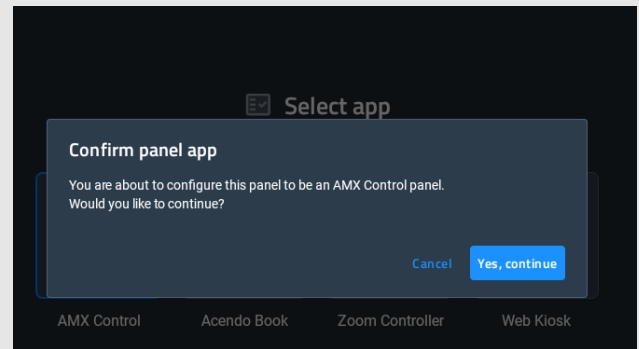 Select app
Confirm panel app
You are about to configure this panel to be an AMX Control panel.
Would you like to continue?
Cancel
Yes, continue
AMX Control
Acendo Book
Zoom Controller
Web Kiosk